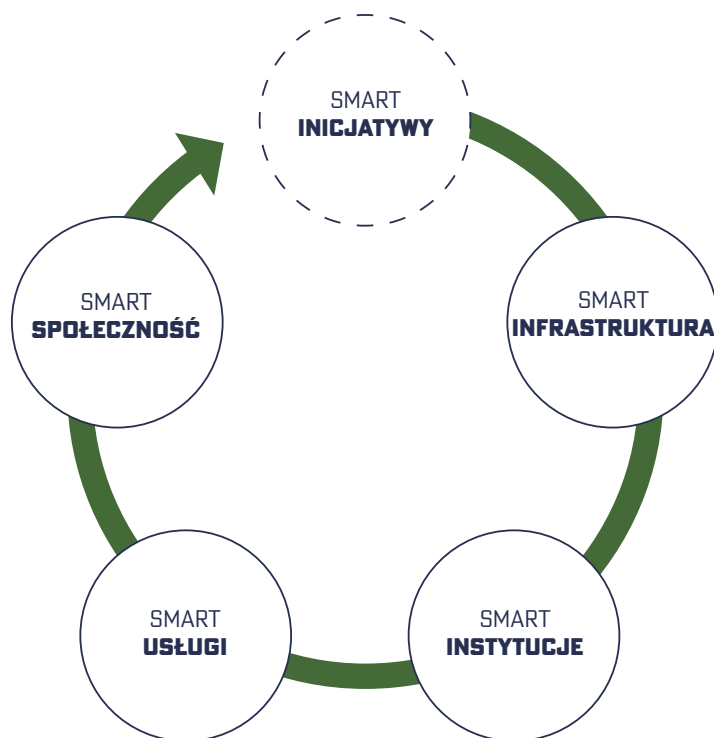 SMART
INICJATYWY
SMART
INFRASTRUKTURA
SMART
INSTYTUCJE
SMART
USŁUGI
SMART
SPOŁECZNOŚĆ